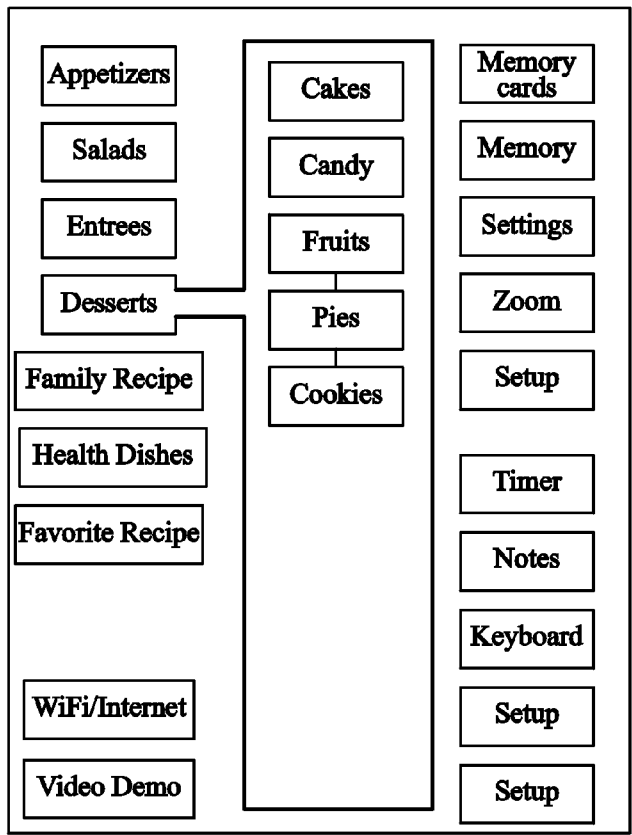 Appetizers
Salads
Entrees
Desserts
Family Recipe
Health Dishes
Favorite Recipe
WiFi/Internet
Video Demo
Cakes
Candy
Fruits
Pies
Cookies
Memory
cards
Memory
Settings
Zoom
Setup
Timer
Notes
Keyboard
Setup
Setup